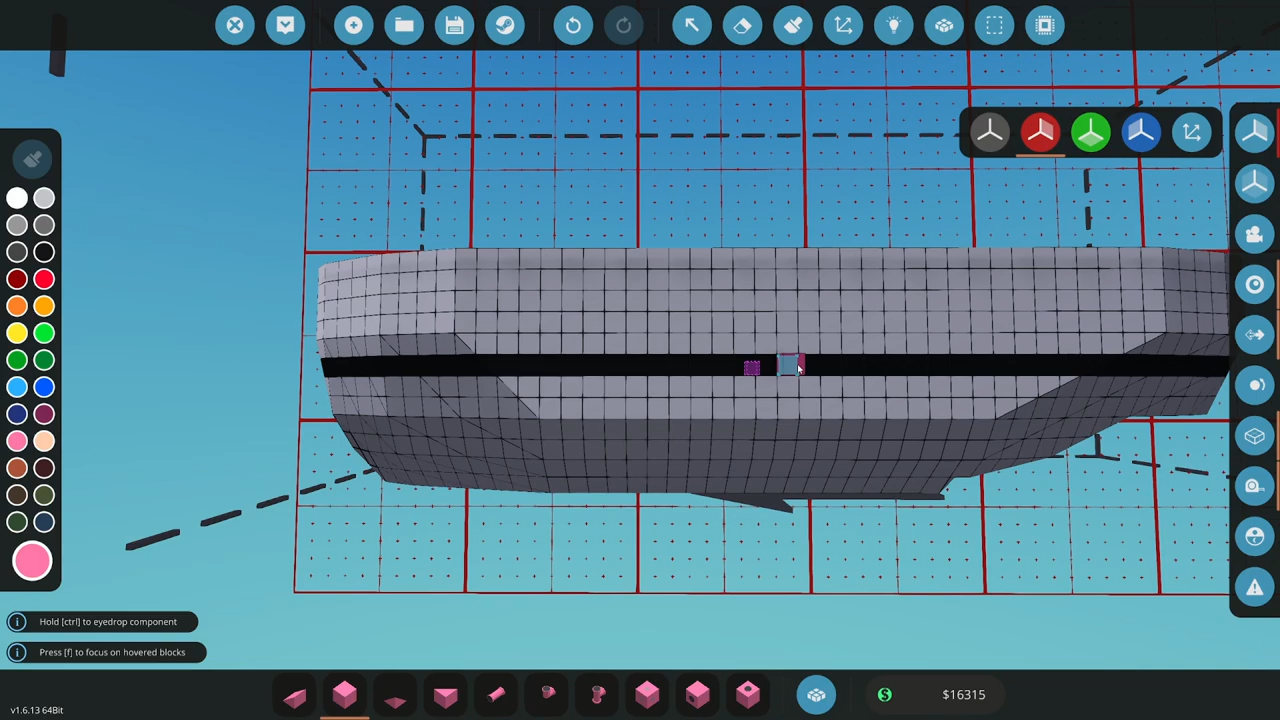 Hold [ctrl] to eyedrop component
Press [f] to focus on hovered blocks
$16315
v1.6.13 64Bit